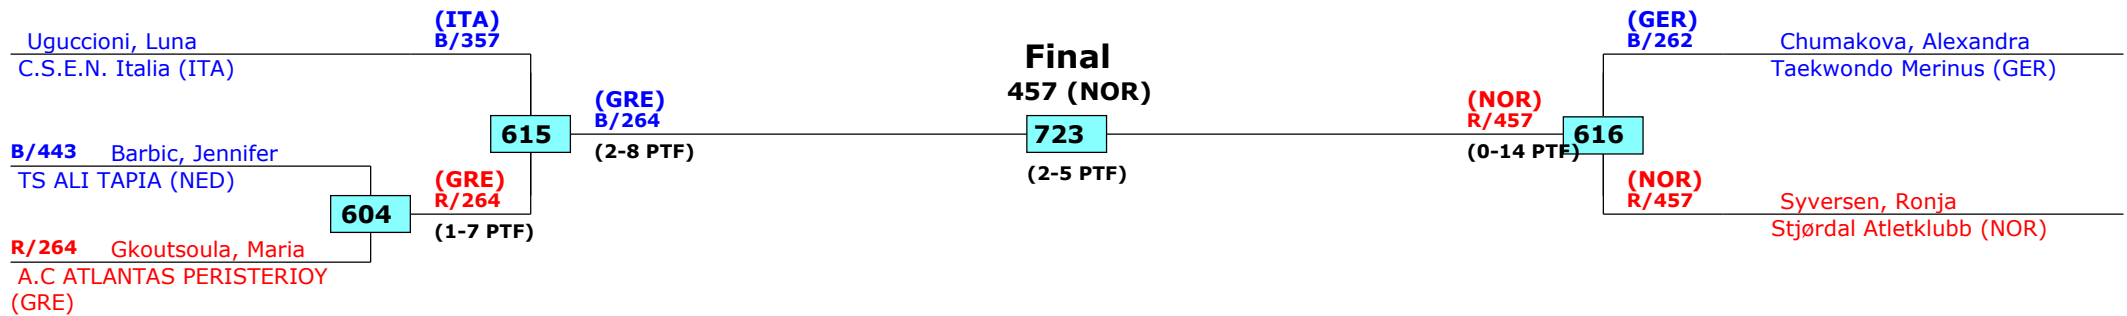 (ITA)
B/357
Uguccioni, Luna
C.S.E.N. Italia (ITA)
615
(GRE)
B/264
(2-8 PTF)
B/443 Barbic, Jennifer
TS ALI TAPIA (NED)
604
(GRE)
R/264
(1-7 PTF)
R/264 Gkoutsoula, Maria
A.C ATLANTAS PERISTERIOY
(GRE)
Final
457 (NOR)
723
(2-5 PTF)
(NOR)
R/457
(0-14 PTF)
616
(GER)
B/262
Chumakova, Alexandra
Taekwondo Merinus (GER)
(NOR)
R/457
Syversen, Ronja
Stjørdal Atletklubb (NOR)